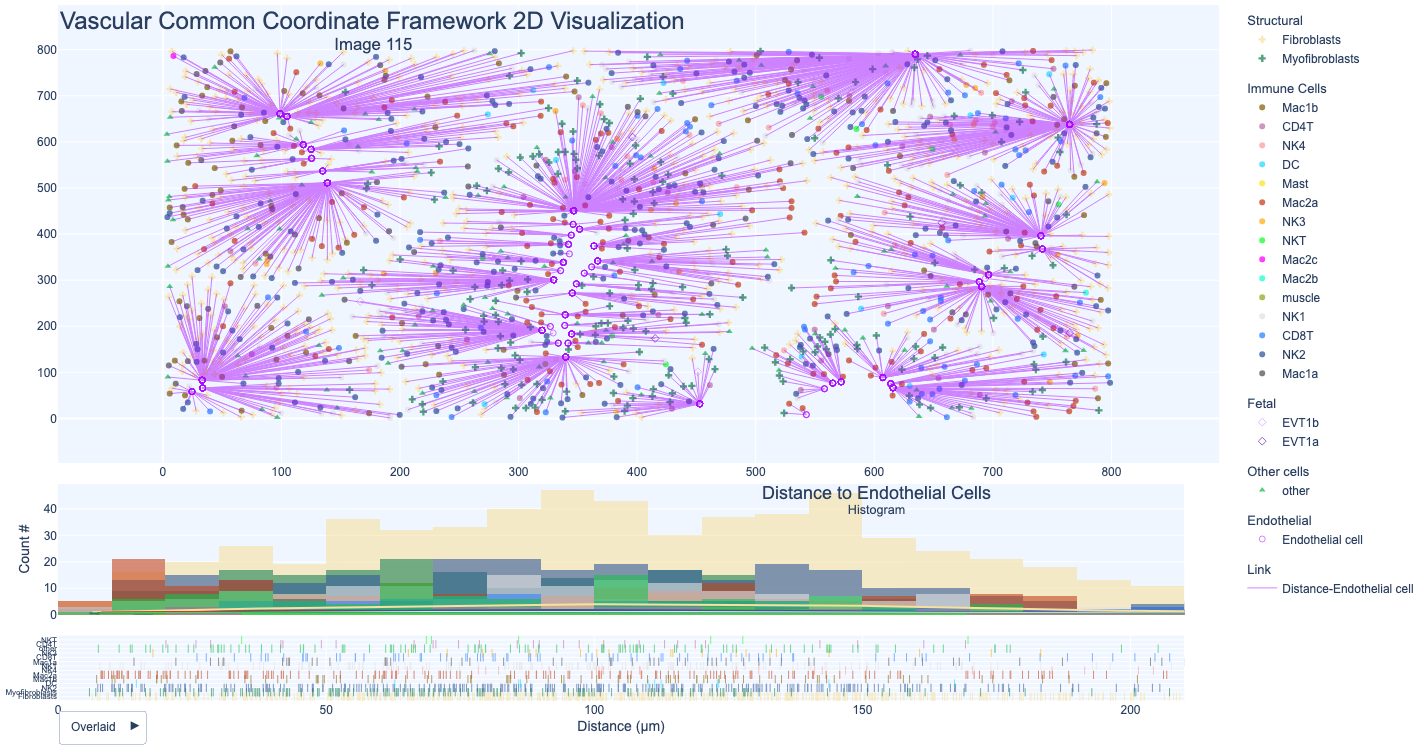 Vascular Common Coordinate Framework 2D Visualization
Image 115
800
700
600
500
400
300
200
100
0
0 100 200 300 400 500 600 700 800
Structural
Fibroblasts
Myofibroblasts
Immune Cells
Mac1b
CD4T
NK4
DC
Mast
Mac2a
NK3
NKT
Mac2c
Mac2b
muscle
NK1
CD8T
NK2
Mac1a
Fetal
EVT1b
EVT1a
Other cells
other
Endothelial
Endothelial cell
Link
Distance-Endothelial cell
Distance to Endothelial Cells
Histogram
Count #
40
30
20
10
0
NKT
CD4T
other
CD8T
Mac1a
Myofibroblasts
Fibroblasts
0 50 100 150 200
Distance (μm)
Overlaid ▶